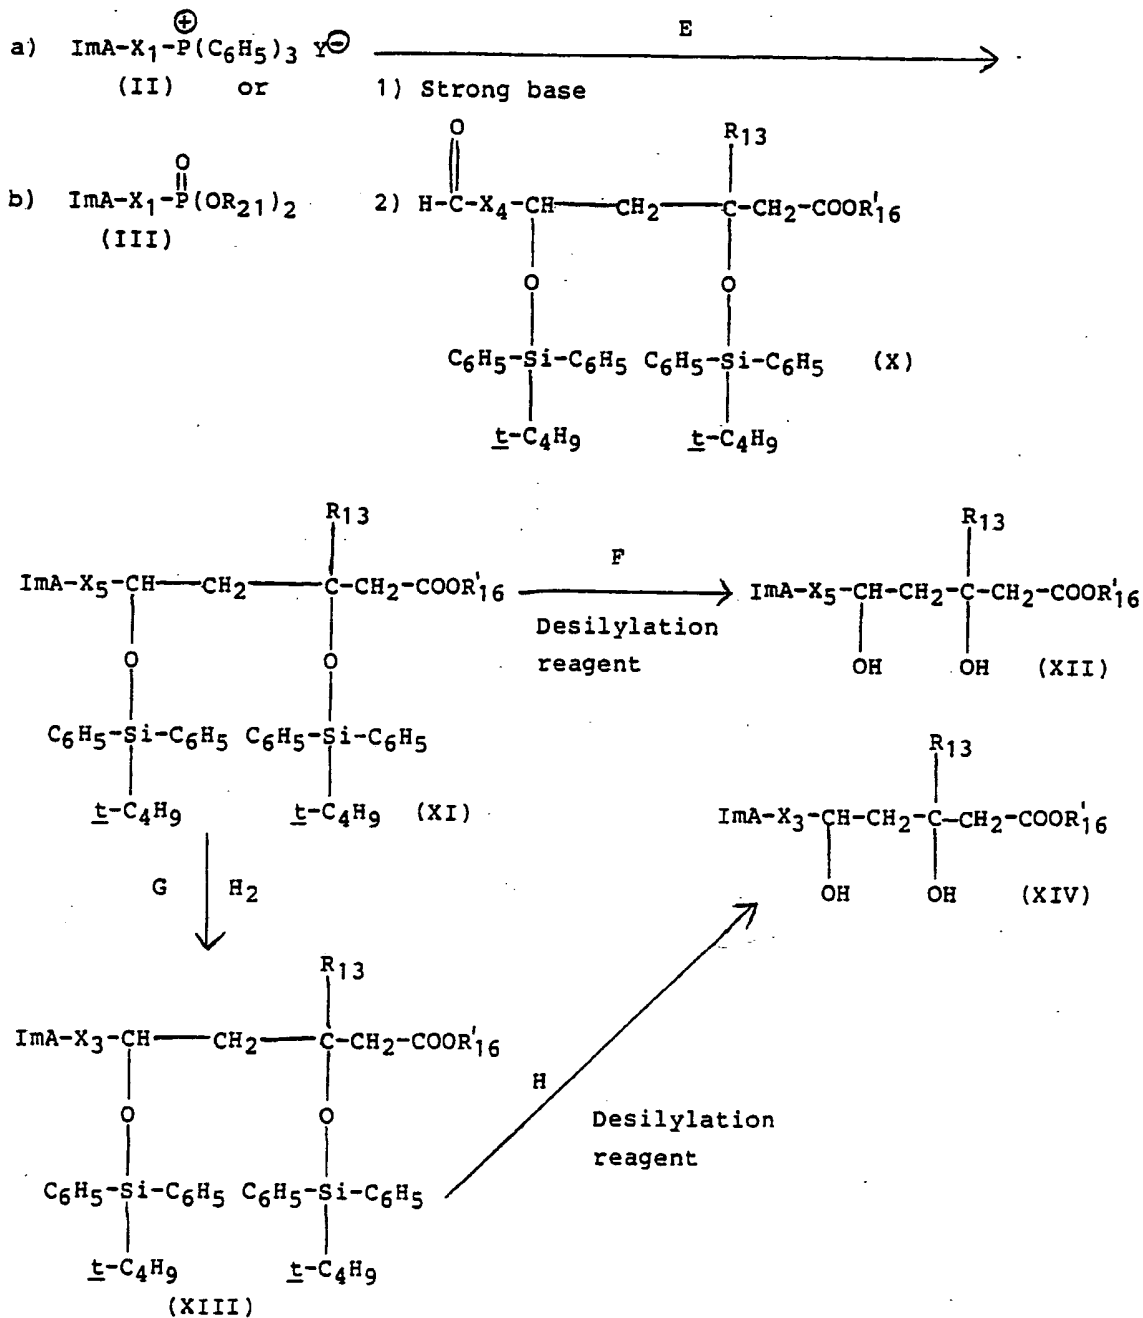 E
a) ImA-X1-P⊕(C6H5)3 Y⊖
(II) or 1) Strong base
O R13
O
b) ImA-X1-P(OR21)2 2) H-C-X4-CH-CH2-C-CH2-COOR'16
(III)
O O
C6H5-Si-C6H5 C6H5-Si-C6H5 (X)
t-C4H9 t-C4H9
R13 R13
F
ImA-X5-CH-CH2-C-CH2-COOR'16 ImA-X5-CH-CH2-C-CH2-COOR'16
Desilylation
O O reagent OH OH (XII)
C6H5-Si-C6H5 C6H5-Si-C6H5
R13
t-C4H9 t-C4H9 (XI)
ImA-X3-CH-CH2-C-CH2-COOR'16
G H2
OH OH (XIV)
R13
ImA-X3-CH-CH2-C-CH2-COOR'16
H
O O Desilylation
reagent
C6H5-Si-C6H5 C6H5-Si-C6H5
t-C4H9 t-C4H9
(XIII)